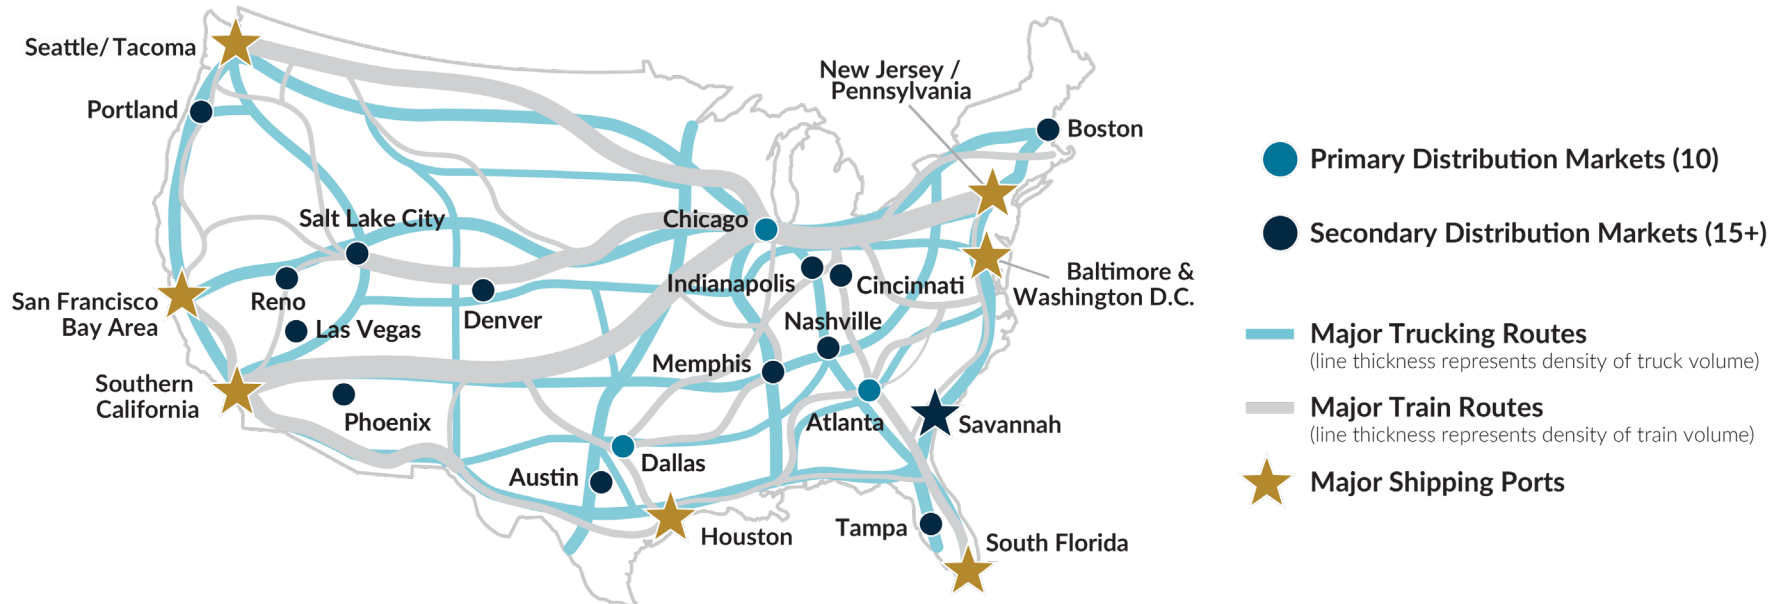 Seattle/ Tacoma
Portland
Salt Lake City
San Francisco
Bay Area
Reno
Las Vegas
Denver
Southern
California
Phoenix
Chicago
New Jersey /
Pennsylvania
Boston
Indianapolis
Cincinnati
Baltimore &
Washington D.C.
Nashville
Memphis
Atlanta
Savannah
Dallas
Austin
Houston
Tampa
South Florida
Primary Distribution Markets (10)
Secondary Distribution Markets (15+)
Major Trucking Routes
(line thickness represents density of truck volume)
Major Train Routes
(line thickness represents density of train volume)
Major Shipping Ports